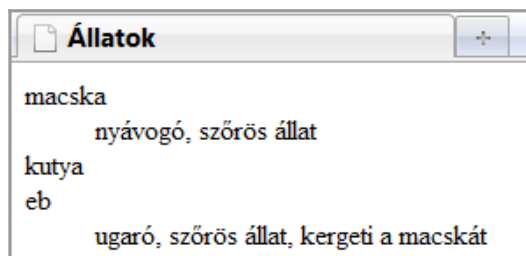 Állatok
macska
nyávogó, szőrös állat
kutya
eb
ugaró, szőrös állat, kergeti a macskát